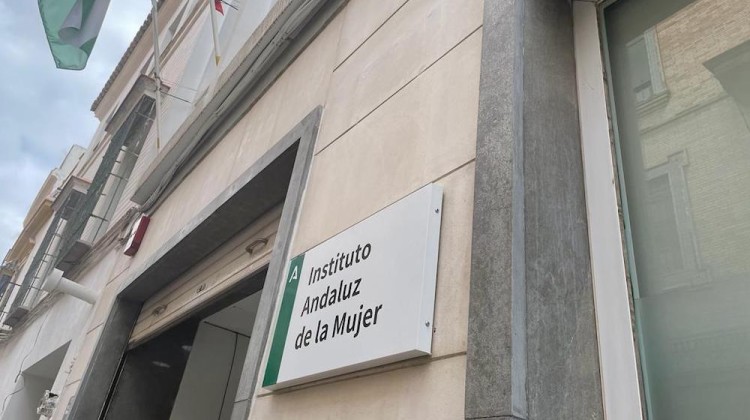 A
Instituto
Andaluz
de la Mujer